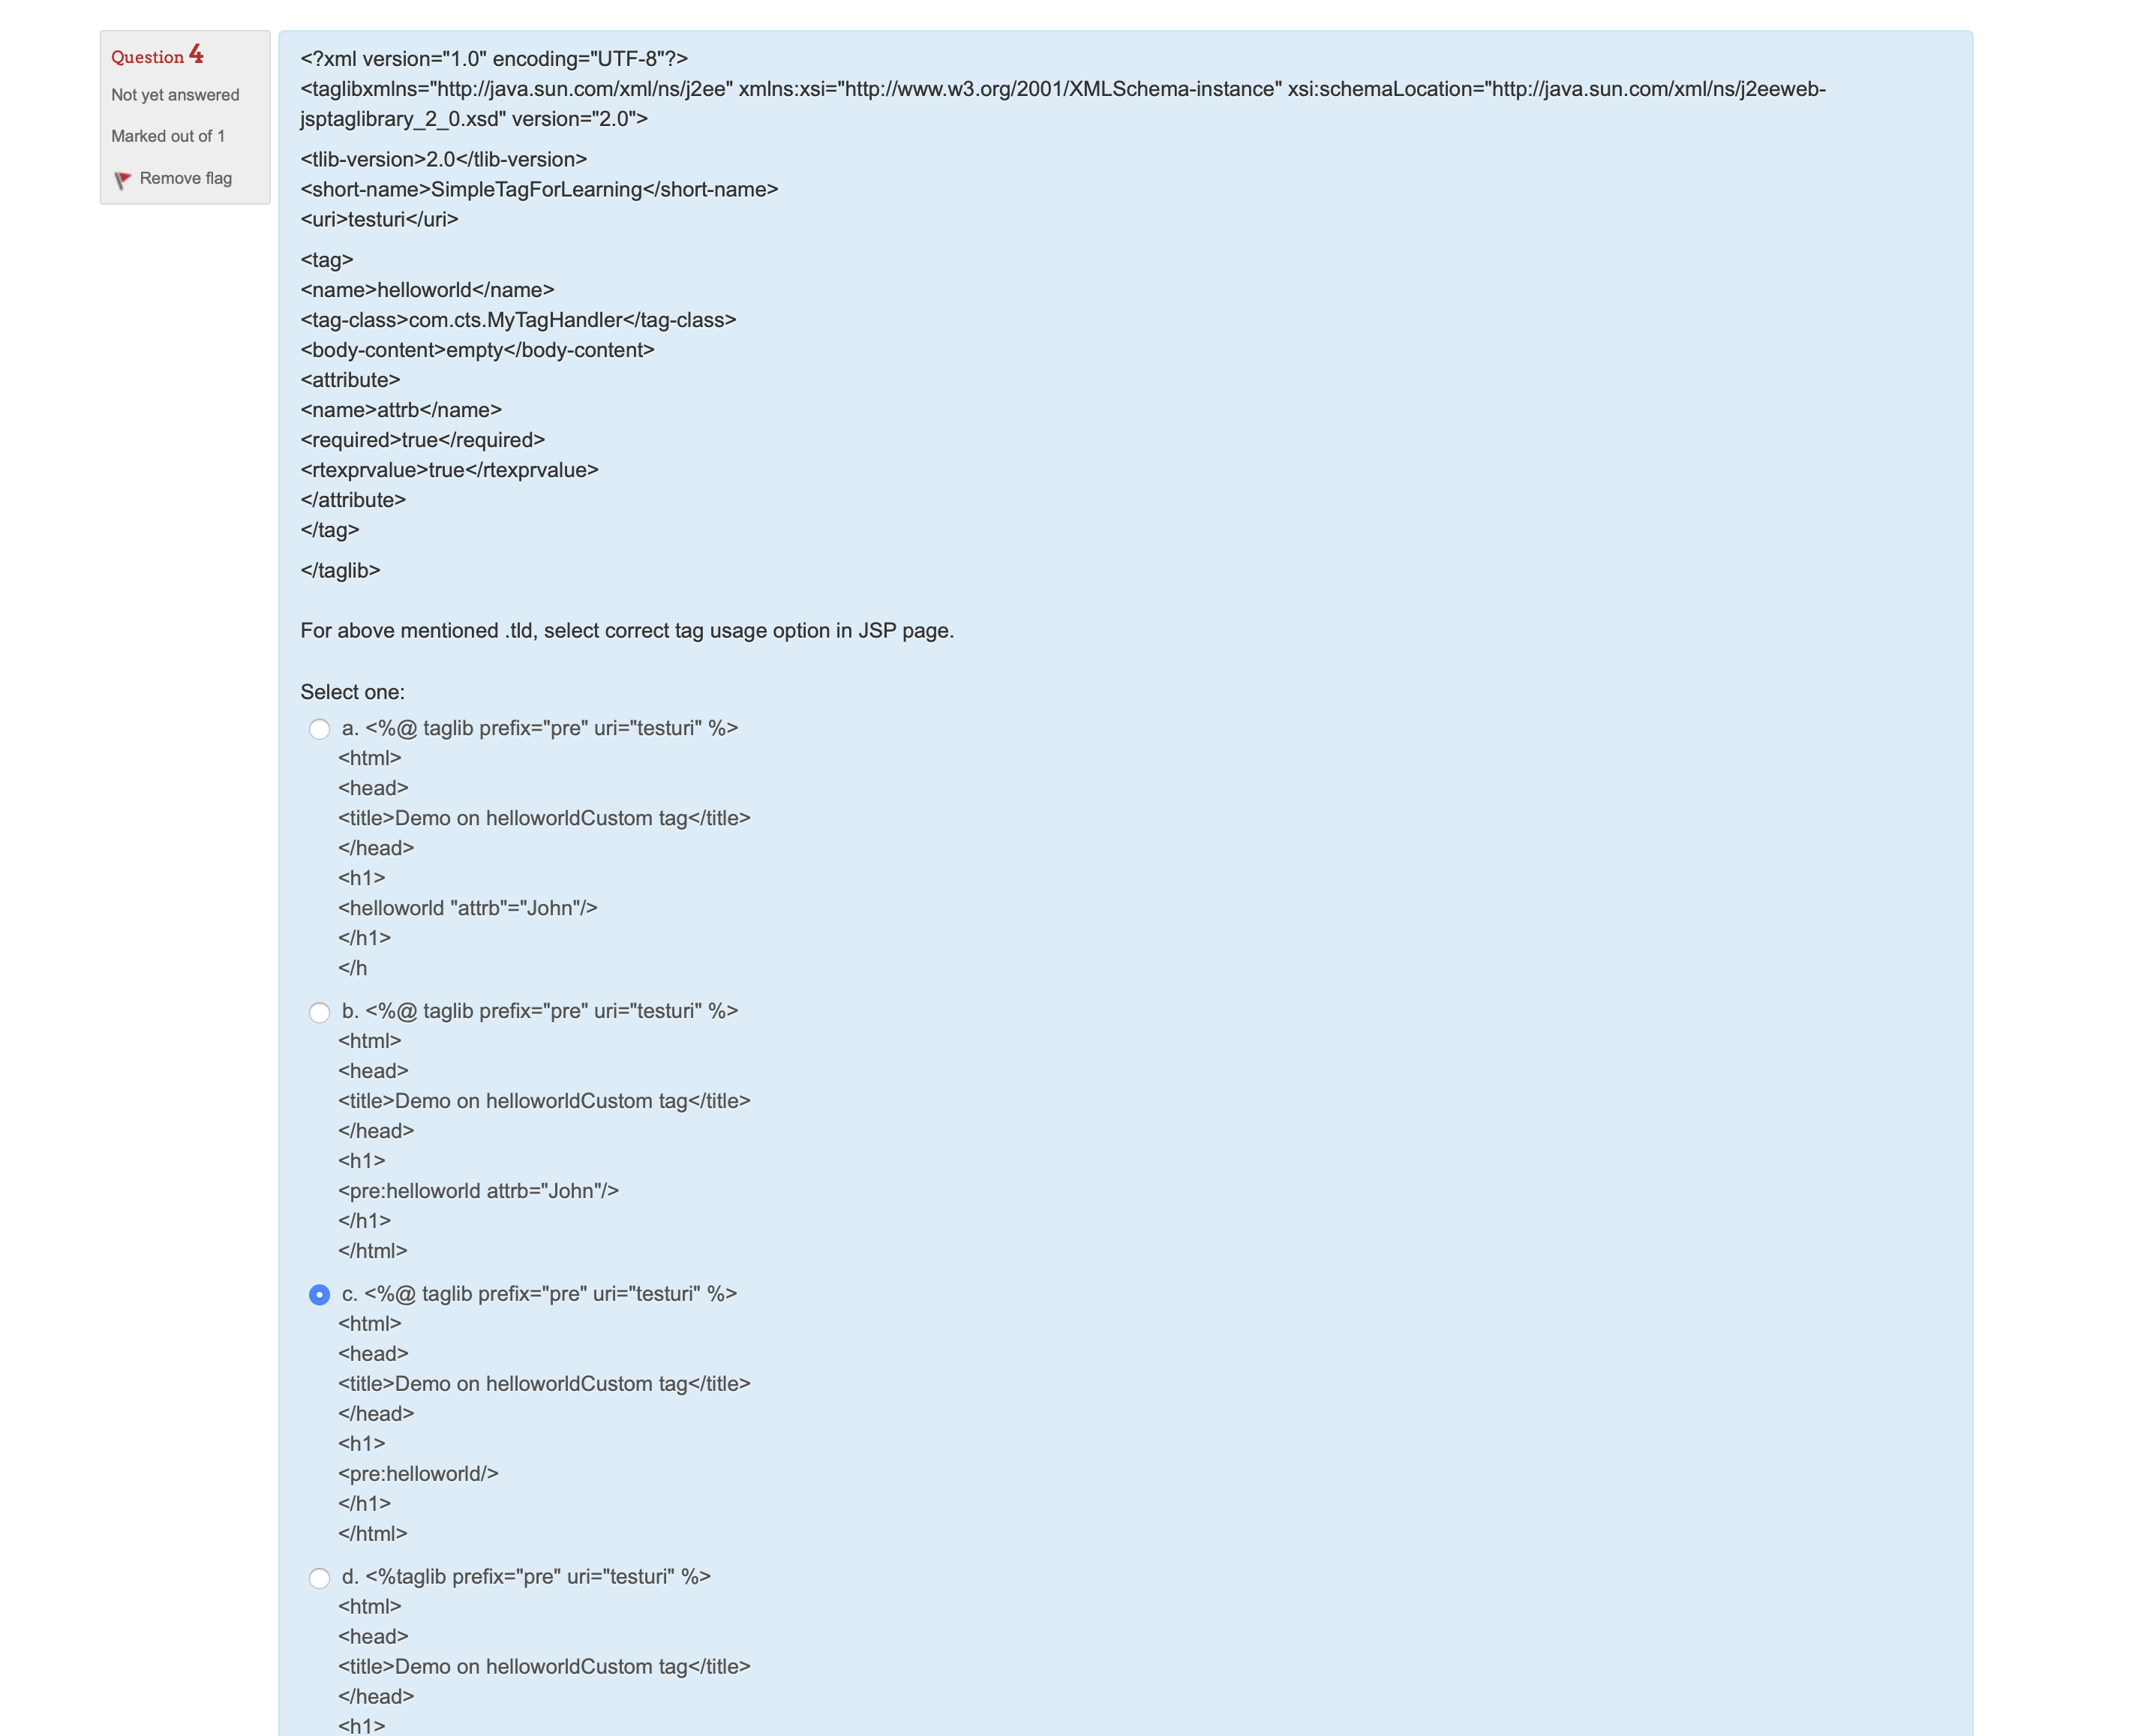 Question 4
Not yet answered
Marked out of 1
Remove flag
<?xml version="1.0" encoding="UTF-8"?>
<taglibxmlns="http://java.sun.com/xml/ns/j2ee" xmlns:xsi="http://www.w3.org/2001/XMLSchema-instance" xsi:schemaLocation="http://java.sun.com/xml/ns/j2eeweb-
jsptaglibrary_2_0.xsd" version="2.0">
<tlib-version>2.0</tlib-version>
<short-name>SimpleTagForLearning</short-name>
<uri>testuri</uri>
<tag>
<name>helloworld</name>
<tag-class>com.cts.MyTagHandler</tag-class>
<body-content>empty</body-content>
<attribute>
<name>attrb</name>
<required>true</required>
<rtexprvalue>true</rtexprvalue>
</attribute>
</tag>
</taglib>
For above mentioned .tld, select correct tag usage option in JSP page.
Select one:
a. <%@ taglib prefix="pre" uri="testuri" %>
<html>
<head>
<title>Demo on helloworldCustom tag</title>
</head>
<h1>
<helloworld "attrb"="John"/>
</h1>
</h
b. <%@ taglib prefix="pre" uri="testuri" %>
<html>
<head>
<title>Demo on helloworldCustom tag</title>
</head>
<h1>
<pre:helloworld attrb="John"/>
</h1>
</html>
c. <%@ taglib prefix="pre" uri="testuri" %>
<html>
<head>
<title>Demo on helloworldCustom tag</title>
</head>
<h1>
<pre:helloworld/>
</h1>
</html>
d. <%taglib prefix="pre" uri="testuri" %>
<html>
<head>
<title>Demo on helloworldCustom tag</title>
</head>
<h1>